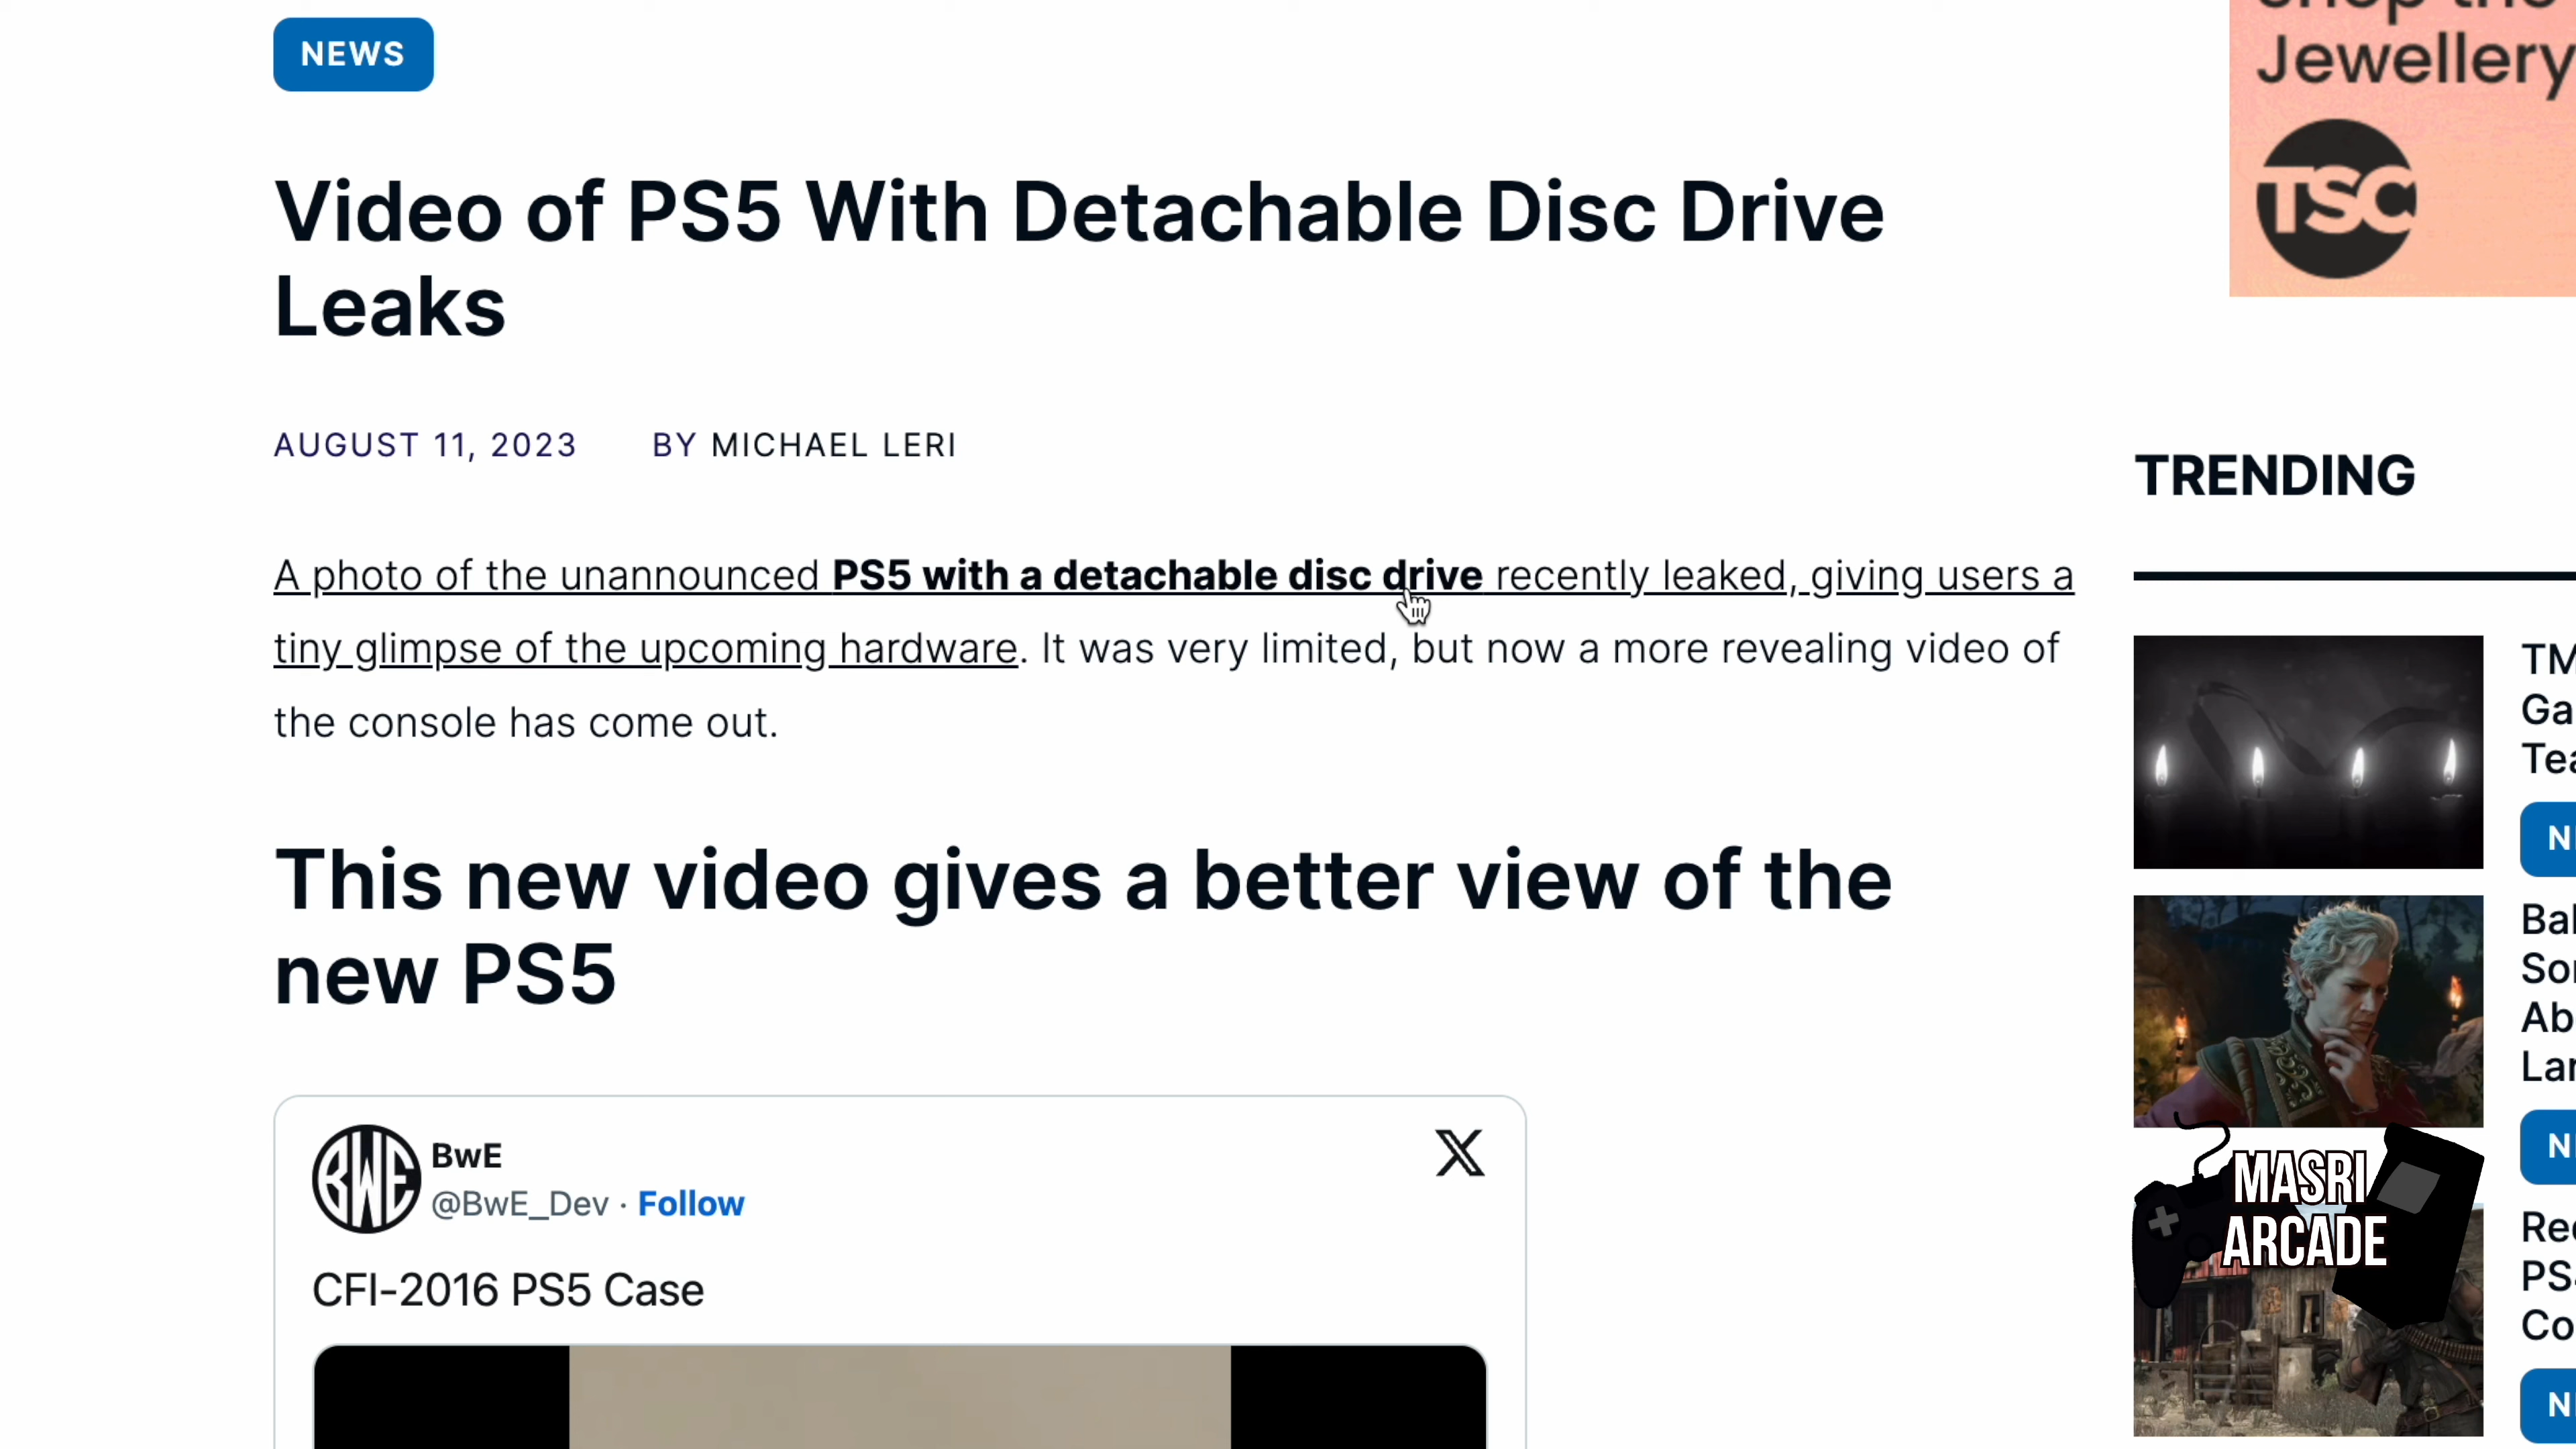 NEWS
Video of PS5 With Detachable Disc Drive
Leaks
AUGUST 11, 2023 BY MICHAEL LERI
A photo of the unannounced PS5 with a detachable disc drive recently leaked, giving users a
tiny glimpse of the upcoming hardware. It was very limited, but now a more revealing video of
the console has come out.
This new video gives a better view of the
new PS5
BWE
BwE
@BwE_Dev · Follow
X
CFI-2016 PS5 Case
Shop the
Jewellery
TSC
TRENDING
MASRI
ARCADE